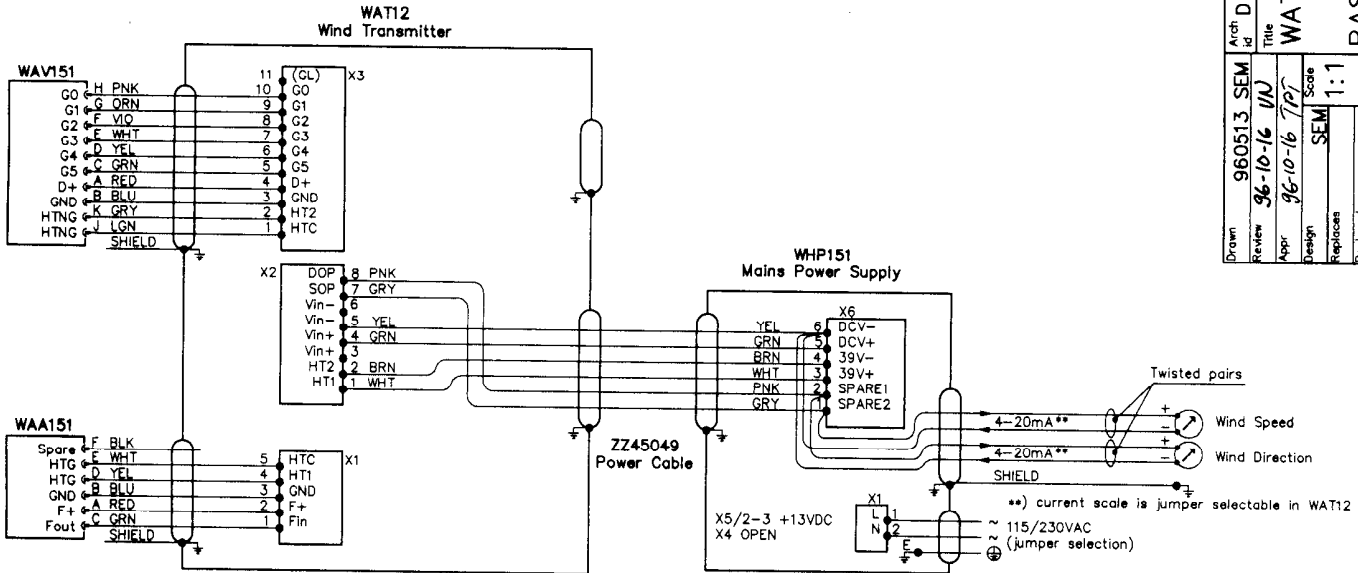 WAT12
Wind Transmitter
WAV151
G0 H PNK
G1 G ORN
G2 F VIO
G3 E WHT
G4 D YEL
G5 C GRN
D+ A RED
GND B BLU
HTNG K GRY
HTNG J LGN
SHIELD
X3
11 (GL)
10 G0
9 G1
8 G2
7 G3
6 G4
5 G5
4 D+
3 GND
2 HT2
1 HTC
X2
DOP 8 PNK
SOP 7 GRY
Vin- 6
Vin- 5 YEL
Vin+ 4 GRN
Vin+ 3
HT2 2 BRN
HT1 1 WHT
WAA151
Spare F BLK
HTG E WHT
HTG D YEL
GND B BLU
F+ A RED
Fout C GRN
SHIELD
X1
5 HTC
4 HT1
3 GND
2 F+
1 Fin
ZZ45049
Power Cable
WHP151
Mains Power Supply
X6
YEL 6 DCV-
GRN 5 DCV+
BRN 4 39V-
WHT 3 39V+
PNK 2 SPARE1
GRY 1 SPARE2
Twisted pairs
4-20mA** + - Wind Speed
4-20mA** + - Wind Direction
SHIELD
**) current scale is jumper selectable in WAT12
X5/2-3 +13VDC
X4 OPEN
X1
L 1 ~
N 2 ~
E
115/230VAC
(jumper selection)
Drawn 960513 SEM
Review 96-10-16 VN
Appr 96-10-16 TPT
Design SEM
Replaces
Arch id D
Title
WAT
Scale 1:1